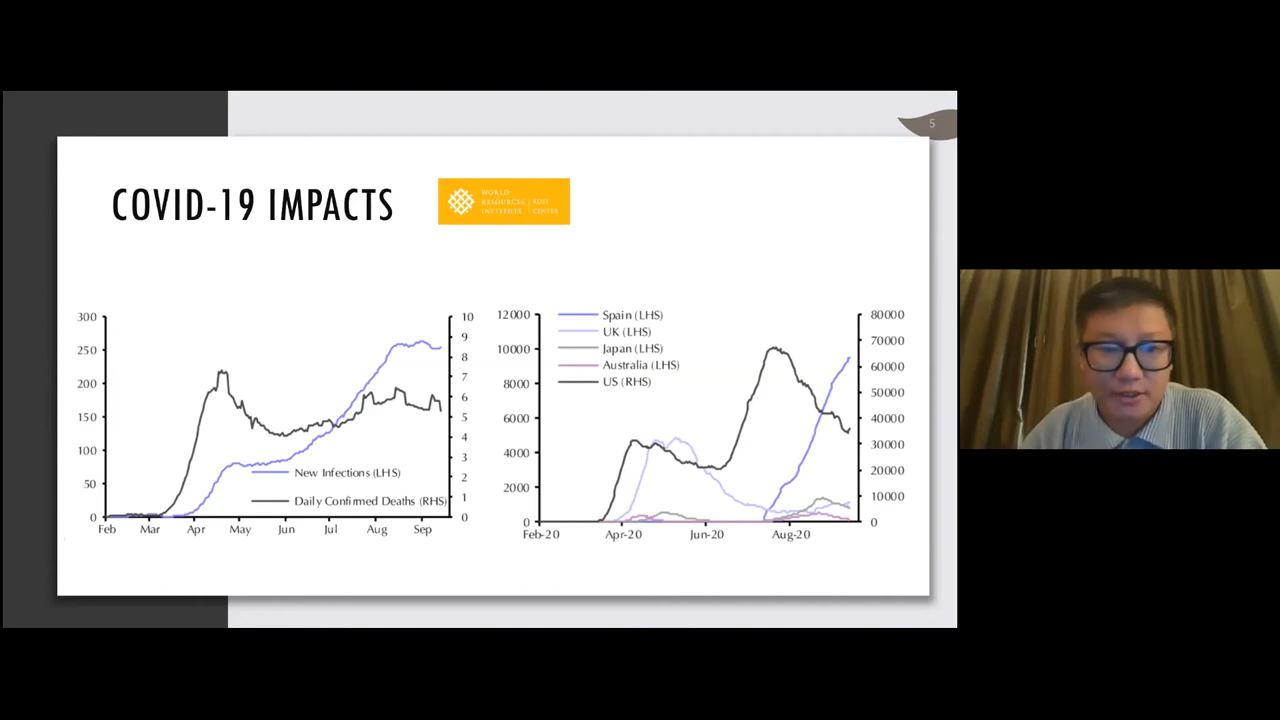 5
COVID-19 IMPACTS
WORLD
RESOURCES
INSTITUTE
ROSS
CENTER
300
250
200
150
100
50
0
10
9
8
7
6
5
4
3
2
1
0
New Infections (LHS)
Daily Confirmed Deaths (RHS)
Feb Mar Apr May Jun Jul Aug Sep
12000
10000
8000
6000
4000
2000
0
Spain (LHS)
UK (LHS)
Japan (LHS)
Australia (LHS)
US (RHS)
80000
70000
60000
50000
40000
30000
20000
10000
0
Feb-20 Apr-20 Jun-20 Aug-20